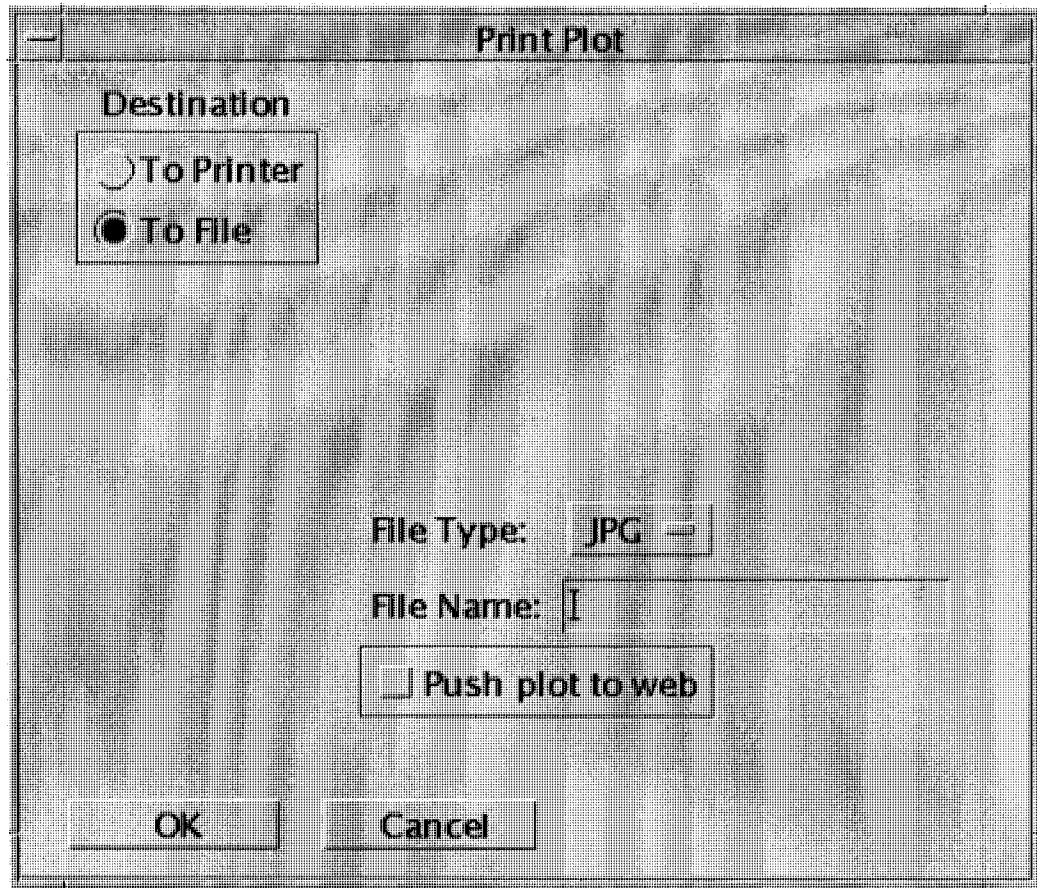 Print Plot
Destination
To Printer
To File
File Type: JPG
File Name:
Push plot to web
OK Cancel